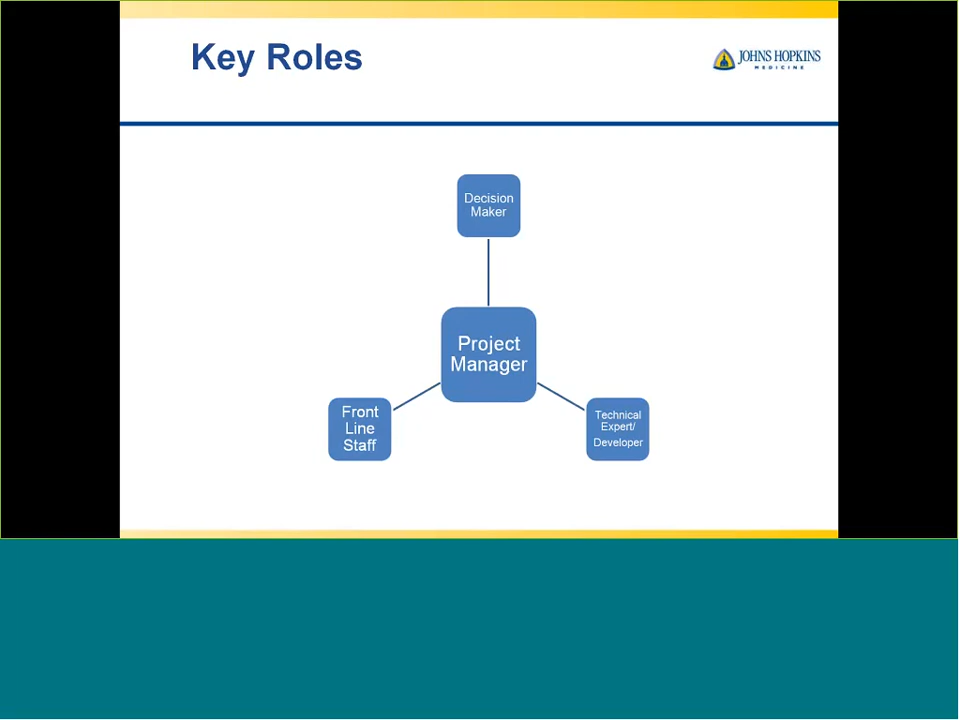 Key Roles
JOHNS HOPKINS
MEDICINE
Decision
Maker
Project
Manager
Front
Line
Staff
Technical
Expert/
Developer